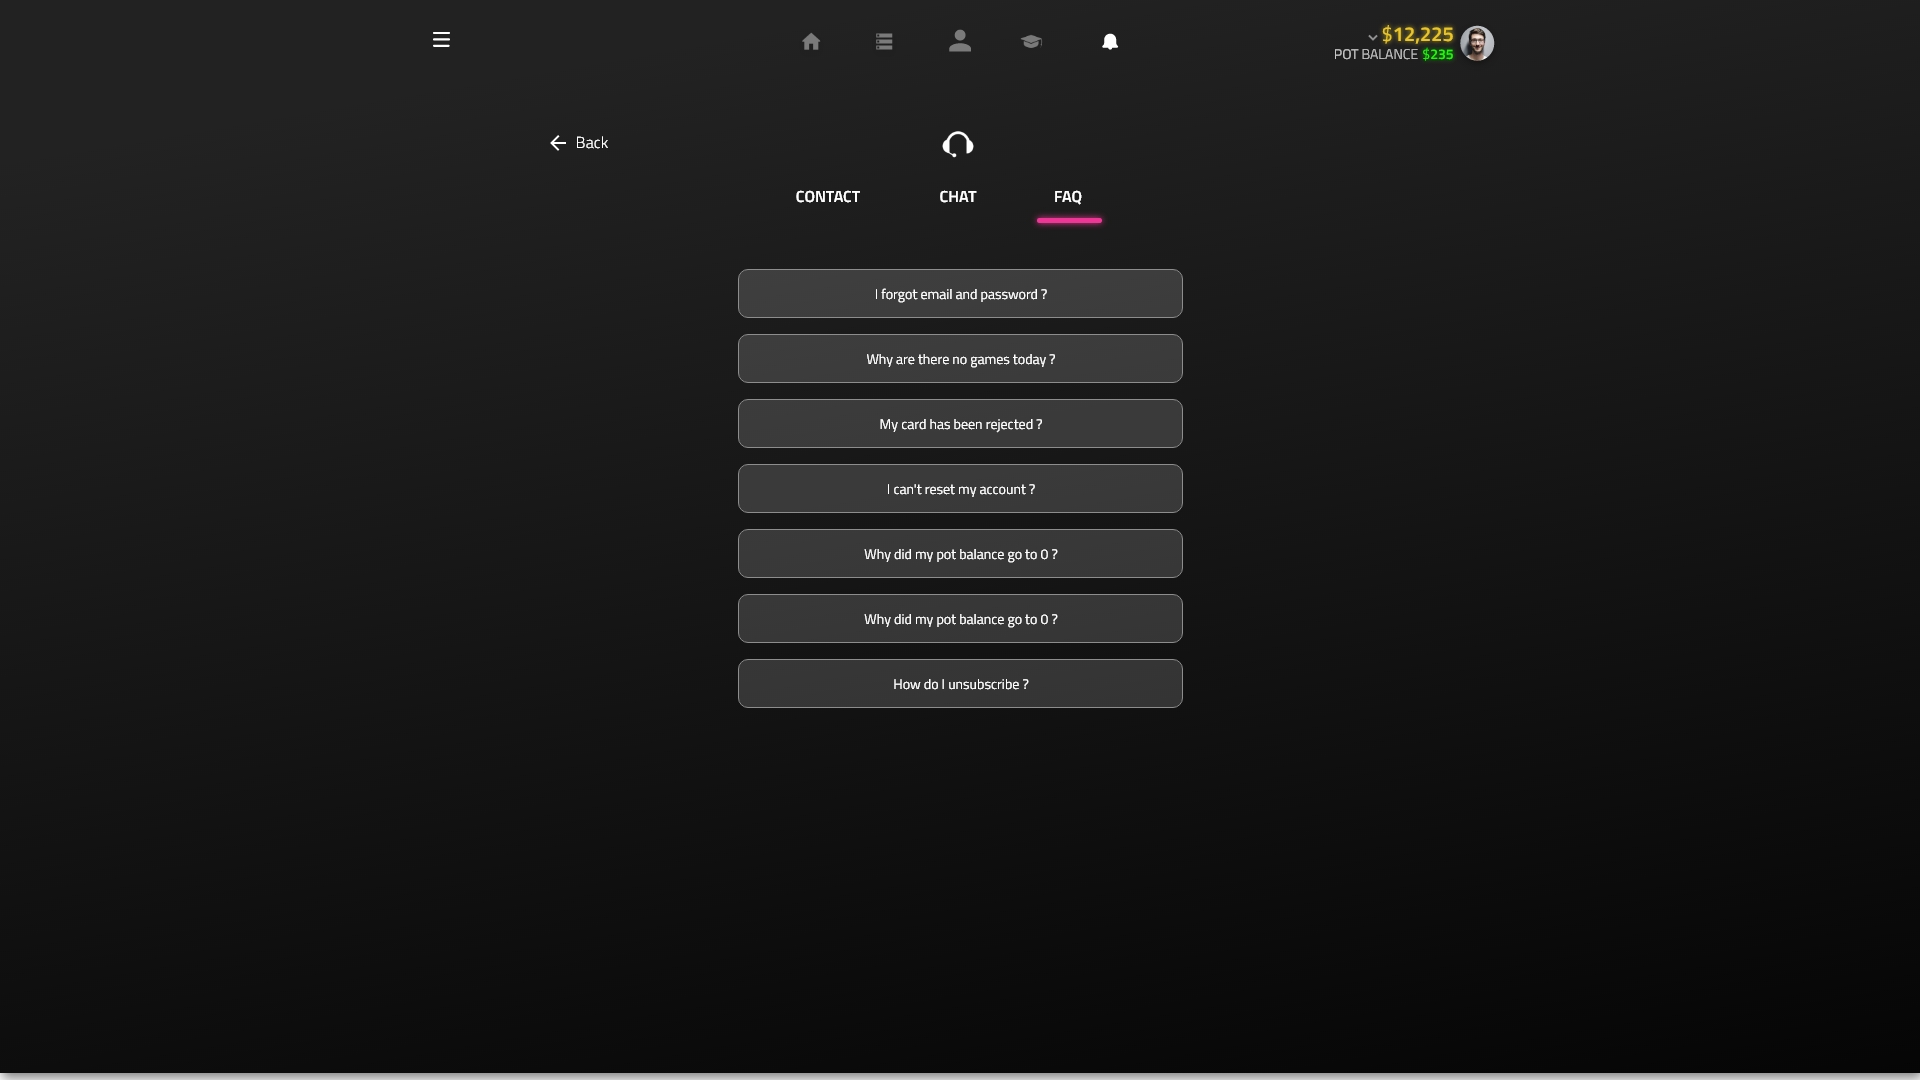 $12,225
POT BALANCE $235
Back
CONTACT CHAT FAQ
I forgot email and password ?
Why are there no games today ?
My card has been rejected ?
I can't reset my account ?
Why did my pot balance go to 0 ?
Why did my pot balance go to 0 ?
How do I unsubscribe ?